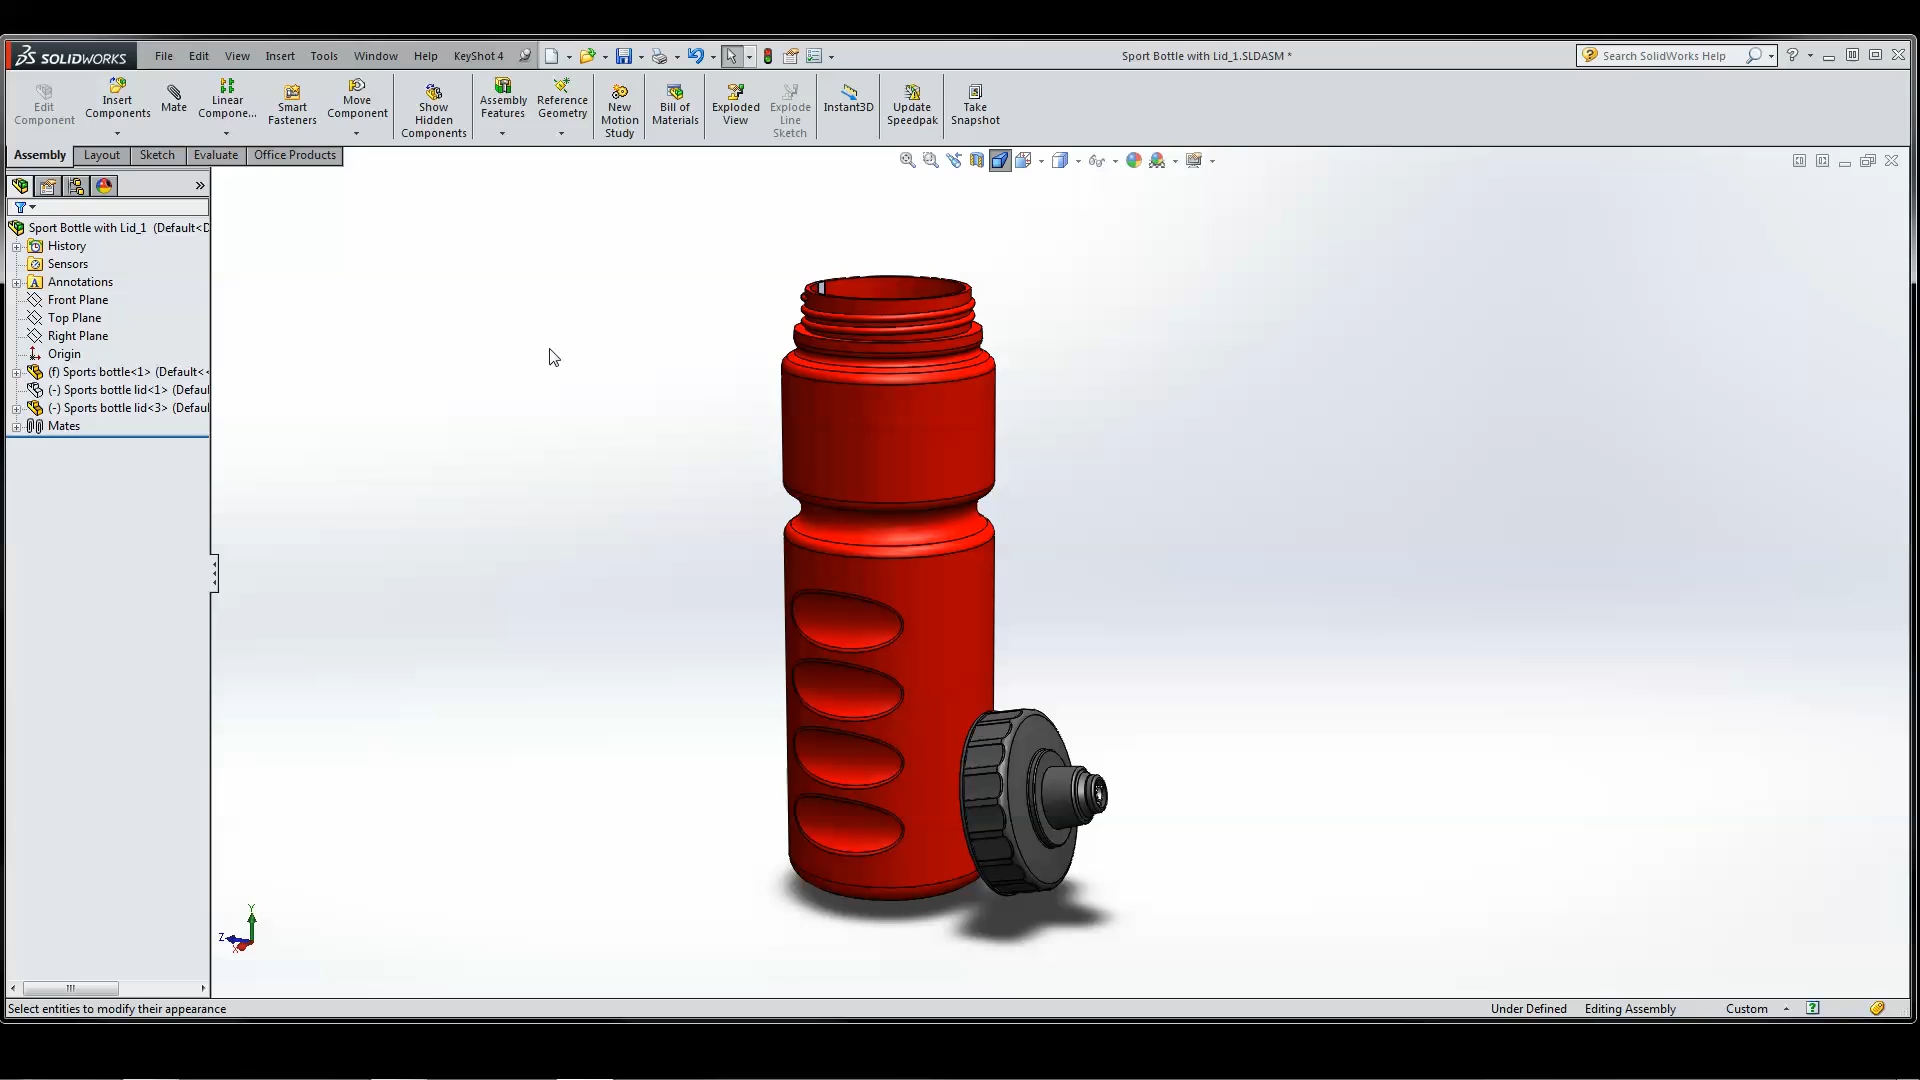 SOLIDWORKS File Edit View Insert Tools Window Help KeyShot 4 Sport Bottle with Lid_1.SLDASM * Search SolidWorks Help ?
Edit Component
Insert Components
Mate
Linear Compone...
Smart Fasteners
Move Component
Show Hidden Components
Assembly Features
Reference Geometry
New Motion Study
Bill of Materials
Exploded View
Explode Line Sketch
Instant3D
Update Speedpak
Take Snapshot
Assembly Layout Sketch Evaluate Office Products
Sport Bottle with Lid_1 (Default<D
History
Sensors
Annotations
Front Plane
Top Plane
Right Plane
Origin
(f) Sports bottle<1> (Default<<
(-) Sports bottle lid<1> (Defaul
(-) Sports bottle lid<3> (Defaul
Mates
Y
Z
X
Select entities to modify their appearance Under Defined Editing Assembly Custom ?